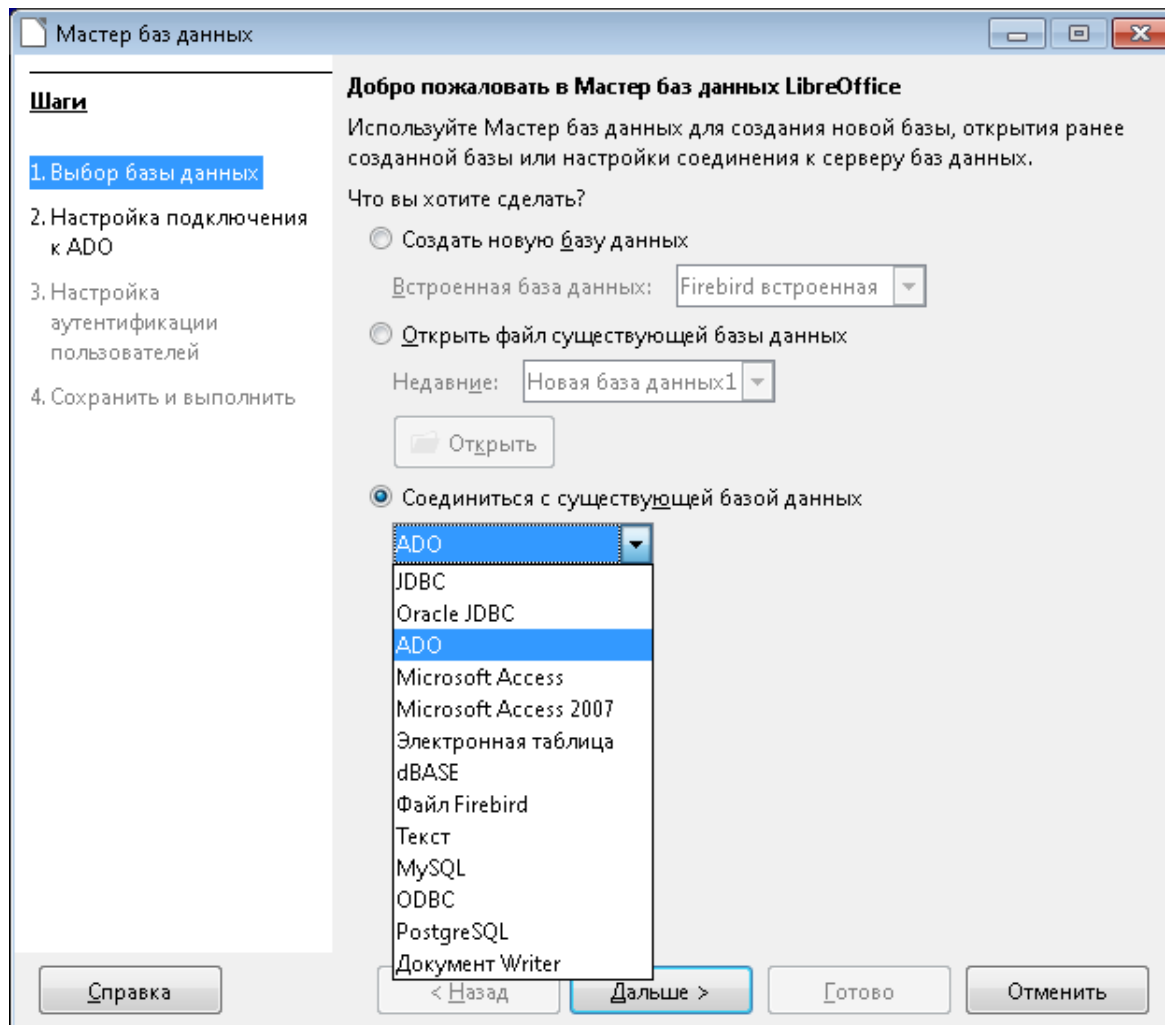 Мастер баз данных
Шаги
1. Выбор базы данных
2. Настройка подключения
к ADO
3. Настройка
аутентификации
пользователей
4. Сохранить и выполнить
Добро пожаловать в Мастер баз данных LibreOffice
Используйте Мастер баз данных для создания новой базы, открытия ранее
созданной базы или настройки соединения к серверу баз данных.
Что вы хотите сделать?
Создать новую базу данных
Встроенная база данных: Firebird встроенная
Открыть файл существующей базы данных
Недавние: Новая база данных1
Открыть
Соединиться с существующей базой данных
ADO
JDBC
Oracle JDBC
ADO
Microsoft Access
Microsoft Access 2007
Электронная таблица
dBASE
Файл Firebird
Текст
MySQL
ODBC
PostgreSQL
Документ Writer
Справка < Назад Дальше > Готово Отменить